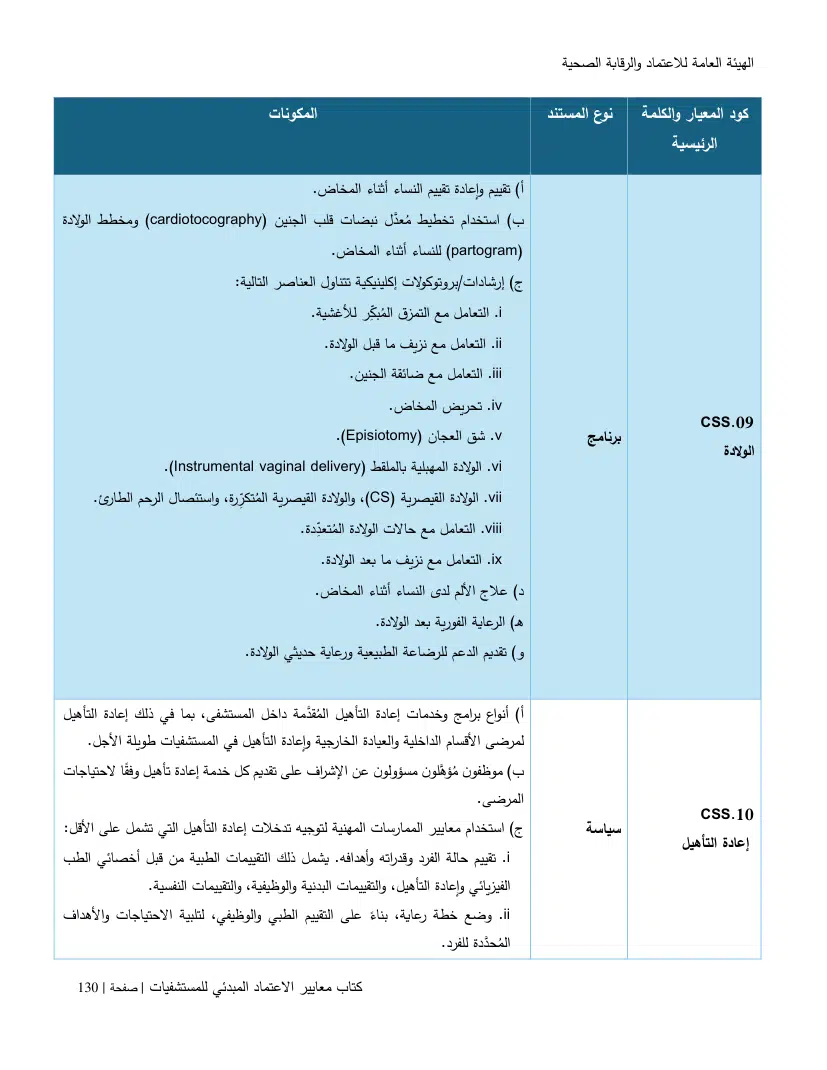 الهيئة العامة للاعتماد والرقابة الصحية
كود المعيار والكلمة
الرئيسية
نوع المستند
المكونات
CSS.09
الولادة
برنامج
أ) تقييم وإعادة تقييم النساء أثناء المخاض.
ب) استخدام تخطيط مُعدَّل نبضات قلب الجنين (cardiotocography) ومخطط الولادة
(partogram) للنساء أثناء المخاض.
ج) إرشادات/بروتوكولات إكلينيكية تتناول العناصر التالية:
i. التعامل مع التمزق المُبكِّر للأغشية.
ii. التعامل مع نزيف ما قبل الولادة.
iii. التعامل مع ضائقة الجنين.
iv. تحريض المخاض.
v. شق العجان (Episiotomy).
vi. الولادة المهبلية بالملقط (Instrumental vaginal delivery).
vii. الولادة القيصرية (CS)، والولادة القيصرية المُتكرِّرة، واستئصال الرحم الطارئ.
viii. التعامل مع حالات الولادة المُتعدِّدة.
ix. التعامل مع نزيف ما بعد الولادة.
د) علاج الألم لدى النساء أثناء المخاض.
ه) الرعاية الفورية بعد الولادة.
و) تقديم الدعم للرضاعة الطبيعية ورعاية حديثي الولادة.
CSS.10
إعادة التأهيل
سياسة
أ) أنواع برامج وخدمات إعادة التأهيل المُقدَّمة داخل المستشفى، بما في ذلك إعادة التأهيل
لمرضى الأقسام الداخلية والعيادة الخارجية وإعادة التأهيل في المستشفيات طويلة الأجل.
ب) موظفون مُؤهَّلون مسؤولون عن الإشراف على تقديم كل خدمة إعادة تأهيل وفقًا لاحتياجات
المرضى.
ج) استخدام معايير الممارسات المهنية لتوجيه تدخلات إعادة التأهيل التي تشمل على الأقل:
i. تقييم حالة الفرد وقدراته وأهدافه. يشمل ذلك التقييمات الطبية من قبل أخصائي الطب
الفيزيائي وإعادة التأهيل، والتقييمات البدنية والوظيفية، والتقييمات النفسية.
ii. وضع خطة رعاية، بناءً على التقييم الطبي والوظيفي، لتلبية الاحتياجات والأهداف
المُحدَّدة للفرد.
كتاب معايير الاعتماد المبدئي للمستشفيات | صفحة | 130